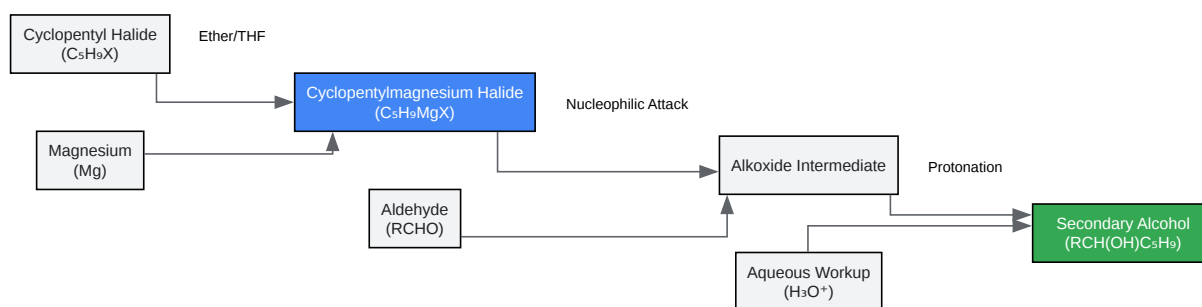 Cyclopentyl Halide
(C₅H₉X)
Ether/THF
Cyclopentylmagnesium Halide
(C₅H₉MgX)
Nucleophilic Attack
Magnesium
(Mg)
Alkoxide Intermediate
Protonation
Aldehyde
(RCHO)
Secondary Alcohol
(RCH(OH)C₅H₉)
Aqueous Workup
(H₃O⁺)